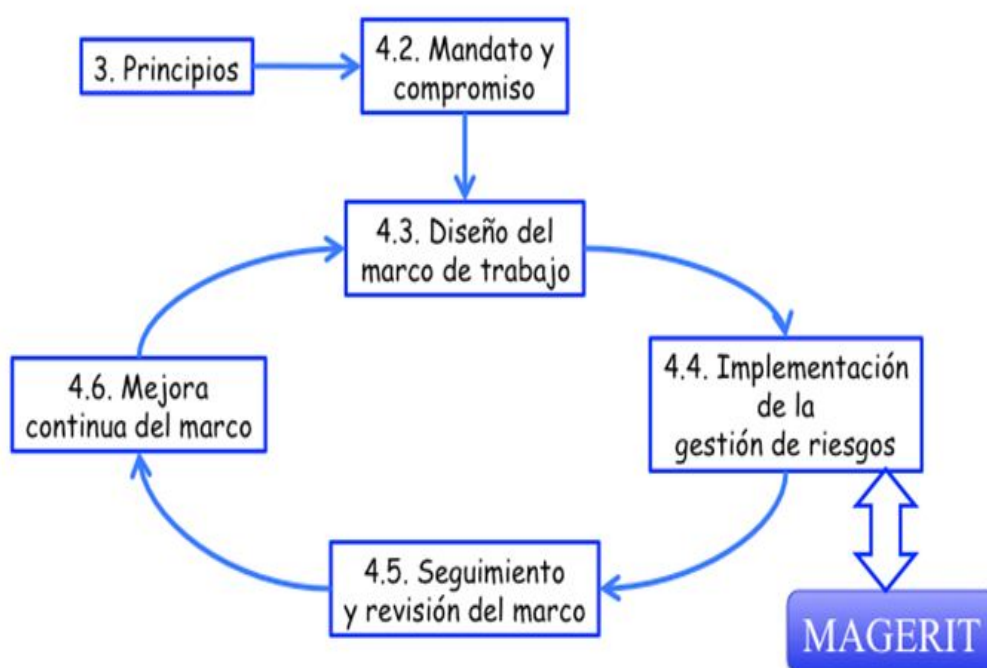 3. Principios
4.2. Mandato y
compromiso
4.3. Diseño del
marco de trabajo
4.4. Implementación
de la
gestión de riesgos
4.5. Seguimiento
y revisión del marco
4.6. Mejora
continua del marco
MAGERIT